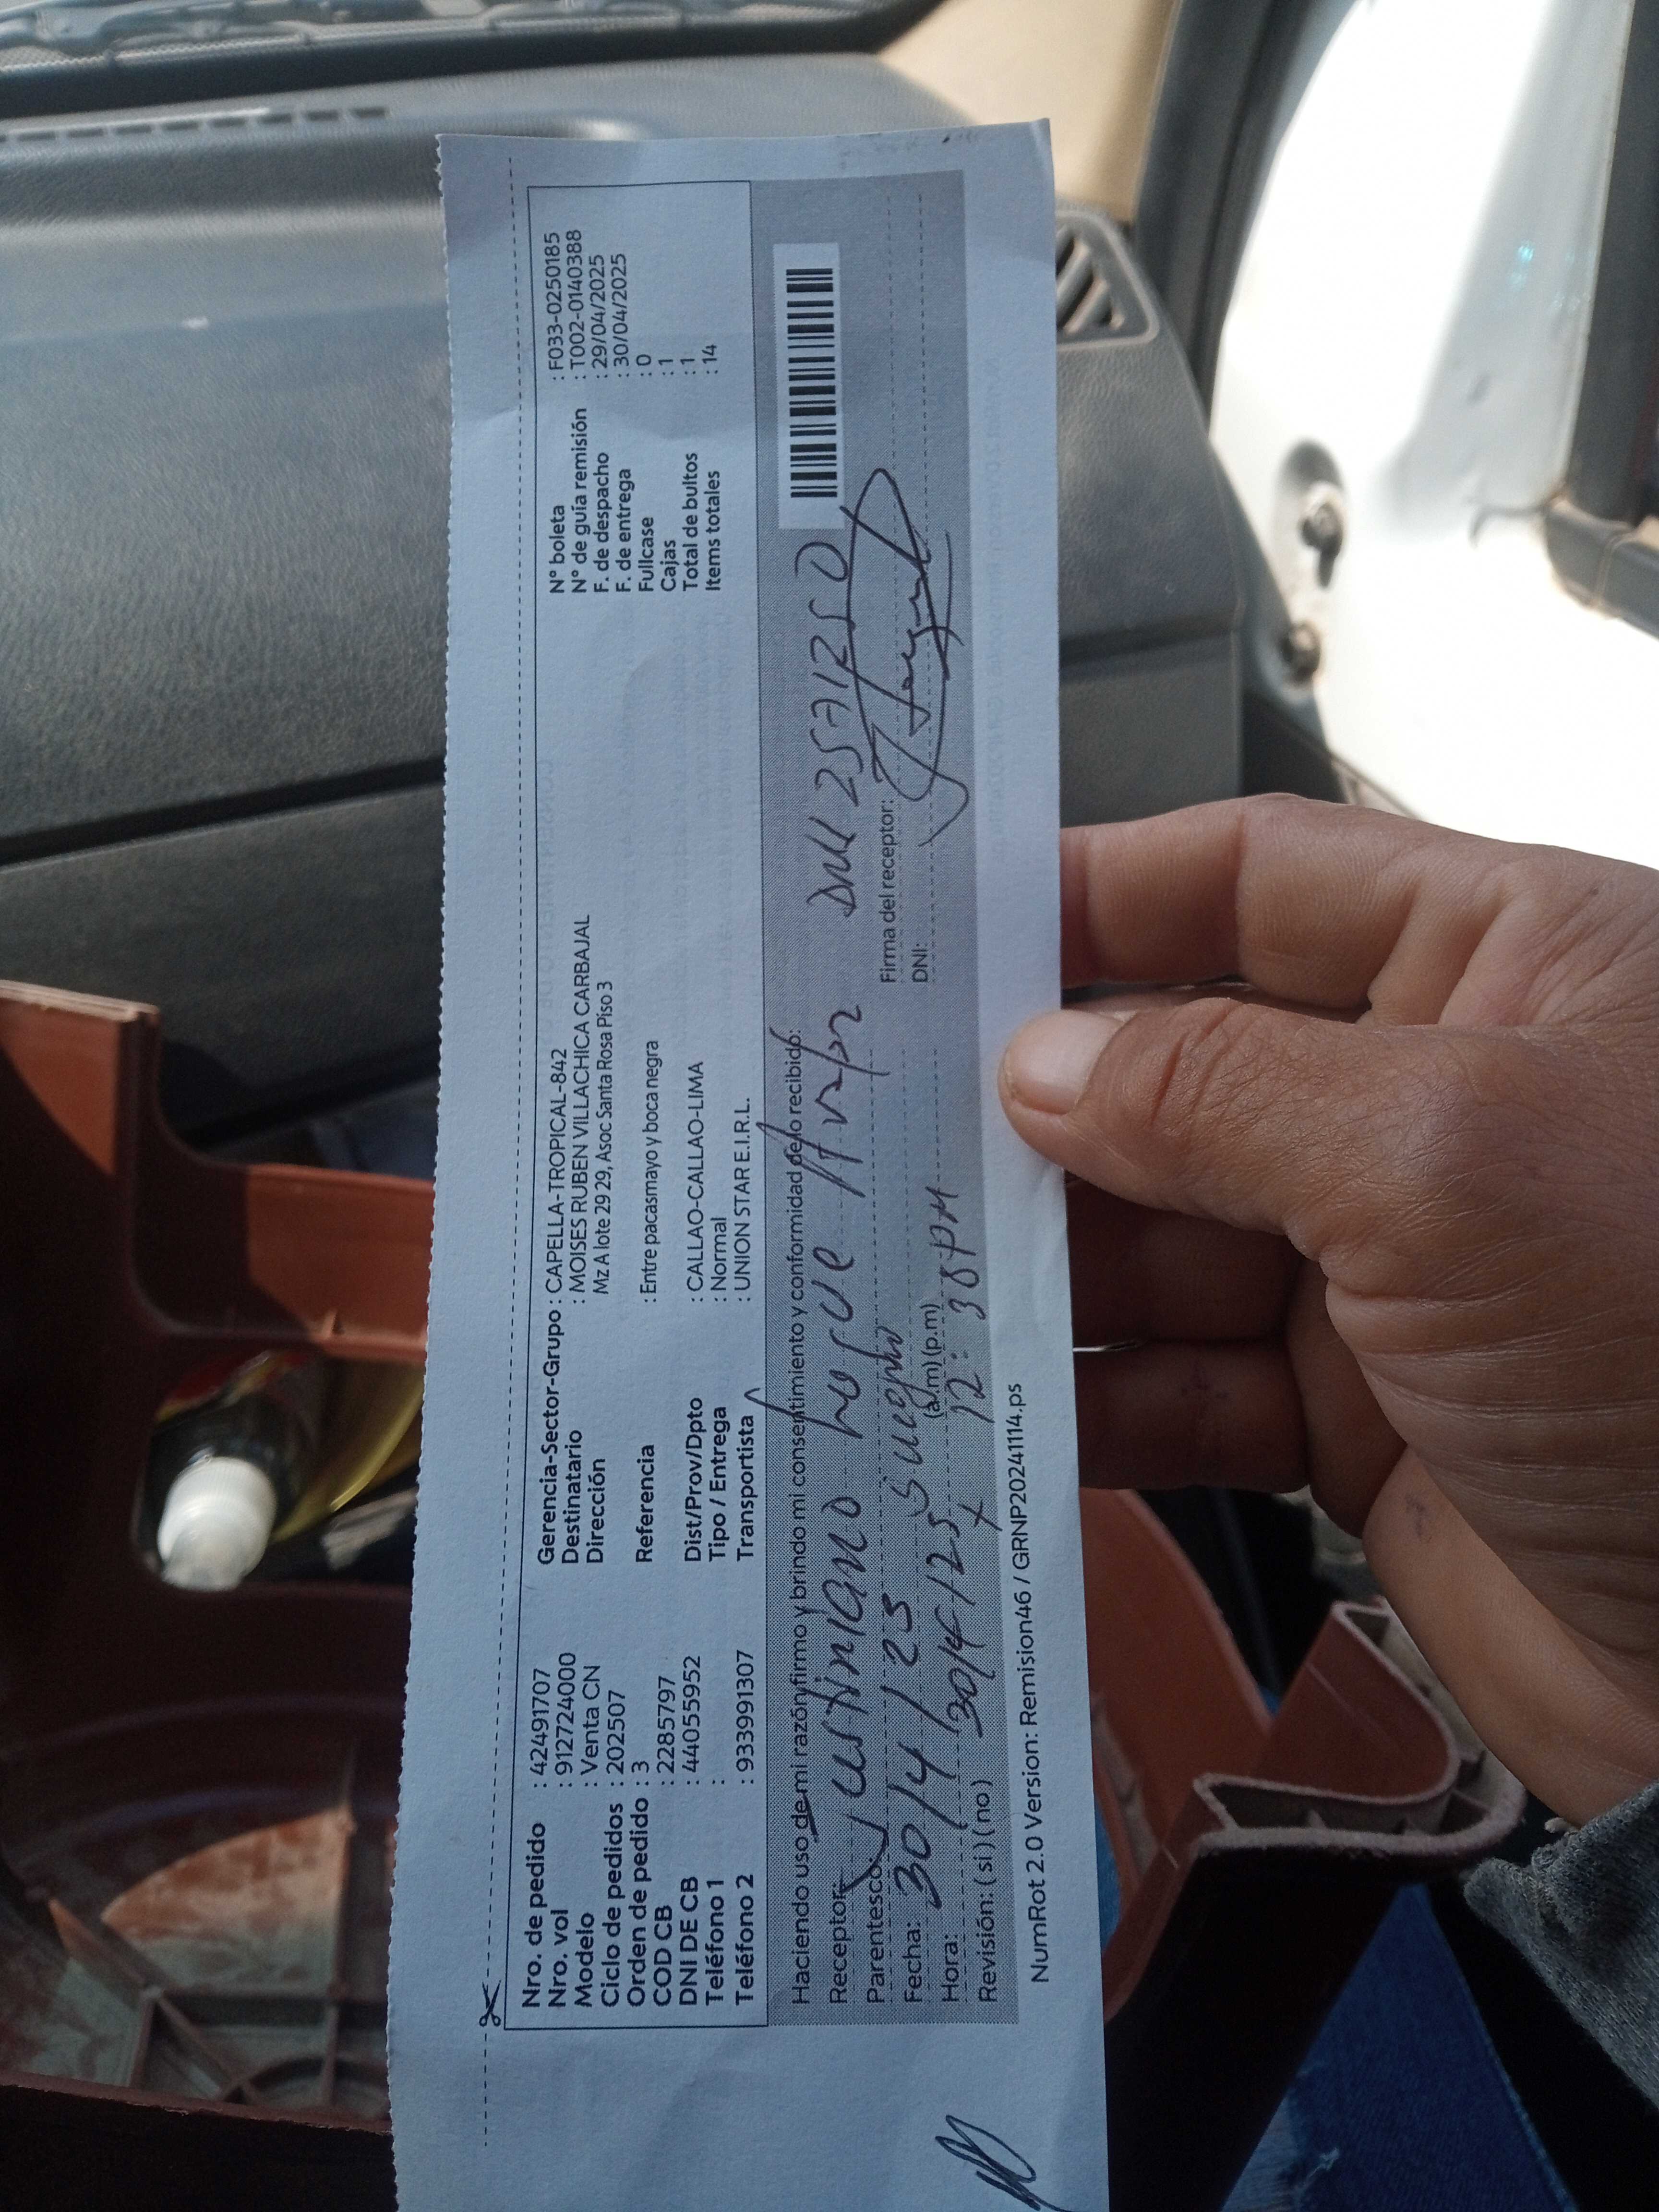 Nro. de pedido : 42491707
Nro. vol : 912724000
Modelo : Venta CN
Ciclo de pedidos : 202507
Orden de pedido : 3
COD CB : 2285797
DNI DE CB : 44055952
Teléfono 1 :
Teléfono 2 : 933991307
Gerencia-Sector-Grupo : CAPELLA-TROPICAL-842
Destinatario : MOISES RUBEN VILLACHICA CARBAJAL
Dirección Mz A lote 29 29, Asoc Santa Rosa Piso 3
Referencia : Entre pacasmayo y boca negra
Dist/Prov/Dpto : CALLAO-CALLAO-LIMA
Tipo / Entrega : Normal
Transportista : UNION STAR E.I.R.L.
N° boleta : F033-0250185
N° de guía remisión : T002-0140388
F. de despacho : 29/04/2025
F. de entrega : 30/04/2025
Fullcase : 0
Cajas : 1
Total de bultos : 1
Items totales : 14
Haciendo uso de mi razón firmo y brindo mi consentimiento y conformidad de lo recibido:
Receptor: Justiniano
Parentesco:
Fecha: 30/4/25
Hora: 30/4/25 (a.m) (p.m) 12:30 PM
Revisión: (si) (no)
Firma del receptor:
DNI:
NumRot 2.0 Version: Remision46 / GRNP20241114.ps